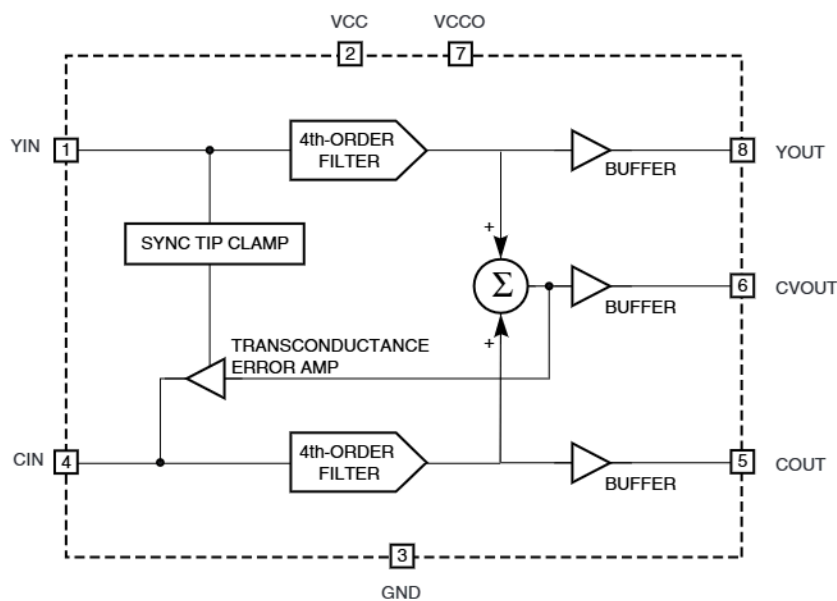 VCC
VCCO
2
7
YIN
1
4th-ORDER
FILTER
BUFFER
8
YOUT
SYNC TIP CLAMP
+
Σ
BUFFER
6
CVOUT
+
TRANSCONDUCTANCE
ERROR AMP
CIN
4
4th-ORDER
FILTER
BUFFER
5
COUT
3
GND